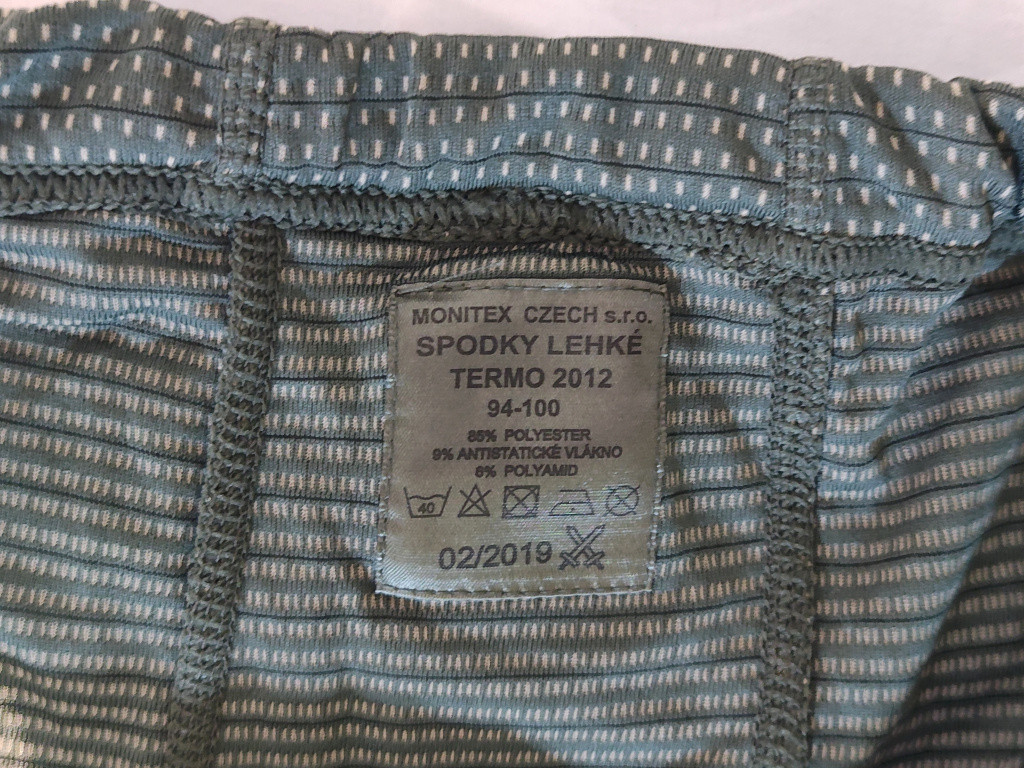 MONITEX CZECH s.r.o.
SPODKY LEHKÉ
TERMO 2012
94-100
85% POLYESTER
9% ANTISTATICKÉ VLÁKNO
6% POLYAMID
40
02/2019